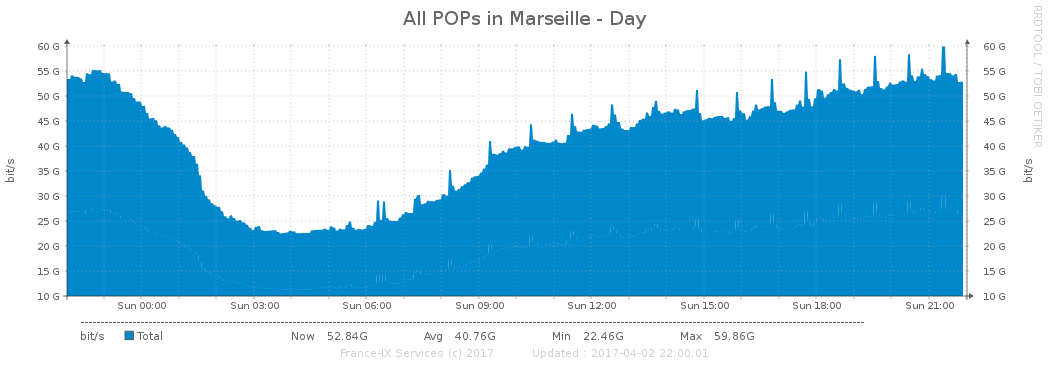 All POPs in Marseille - Day
RRDTOOL / TOBI OETIKER
60 G 60 G
55 G 55 G
50 G 50 G
45 G 45 G
40 G 40 G
35 G 35 G
30 G 30 G
25 G 25 G
20 G 20 G
15 G 15 G
10 G 10 G
bit/s
bit/s
Sun 00:00 Sun 03:00 Sun 06:00 Sun 09:00 Sun 12:00 Sun 15:00 Sun 18:00 Sun 21:00
bit/s Total Now 52.84G Avg 40.76G Min 22.46G Max 59.86G
France-IX Services (c) 2017 Updated : 2017-04-02 22:00:01